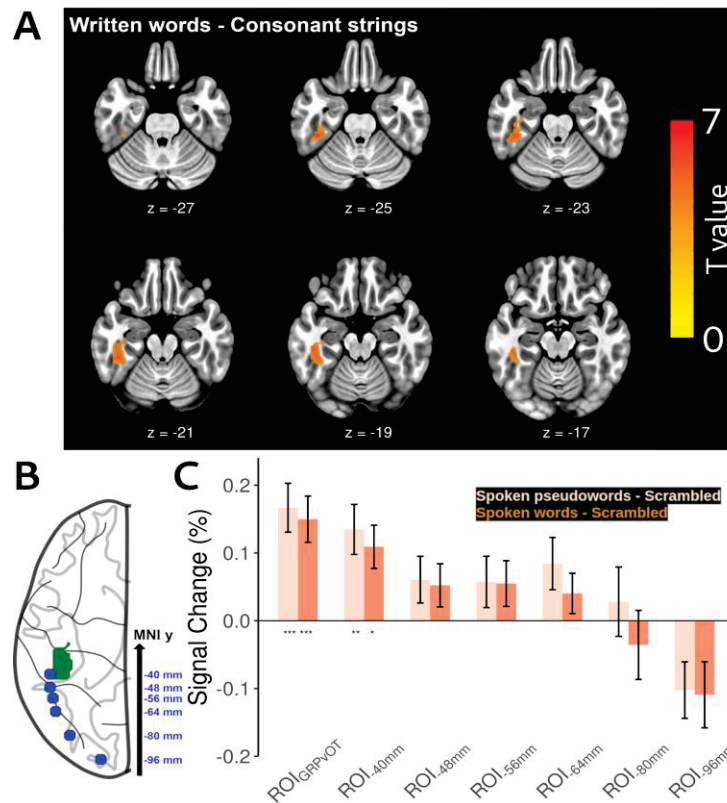 A
Written words - Consonant strings
z = -27
z = -25
z = -23
z = -21
z = -19
z = -17
7
T value
0
B
MNI y
-40 mm
-48 mm
-56 mm
-64 mm
-80 mm
-96 mm
C
Signal Change (%)
0.2
0.1
0.0
-0.1
-0.2
Spoken pseudowords - Scrambled
Spoken words - Scrambled
*** *** ** *
ROIGRPvOT
ROI-40mm
ROI-48mm
ROI-56mm
ROI-64mm
ROI-80mm
ROI-96mm